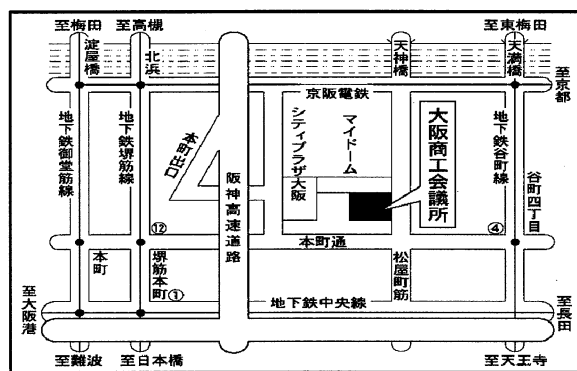 至梅田
至高槻
至東梅田
淀屋橋
北浜
天神橋
天満橋
至京都
京阪電鉄
地下鉄御堂筋線
地下鉄堺筋線
本町出口
阪神高速道路
シティプラザ大阪
マイドーム
大阪商工会議所
地下鉄谷町線
谷町四丁目
⑫
④
本町通
本町
堺筋本町
①
松屋町筋
地下鉄中央線
至大阪港
至長田
至難波
至日本橋
至天王寺